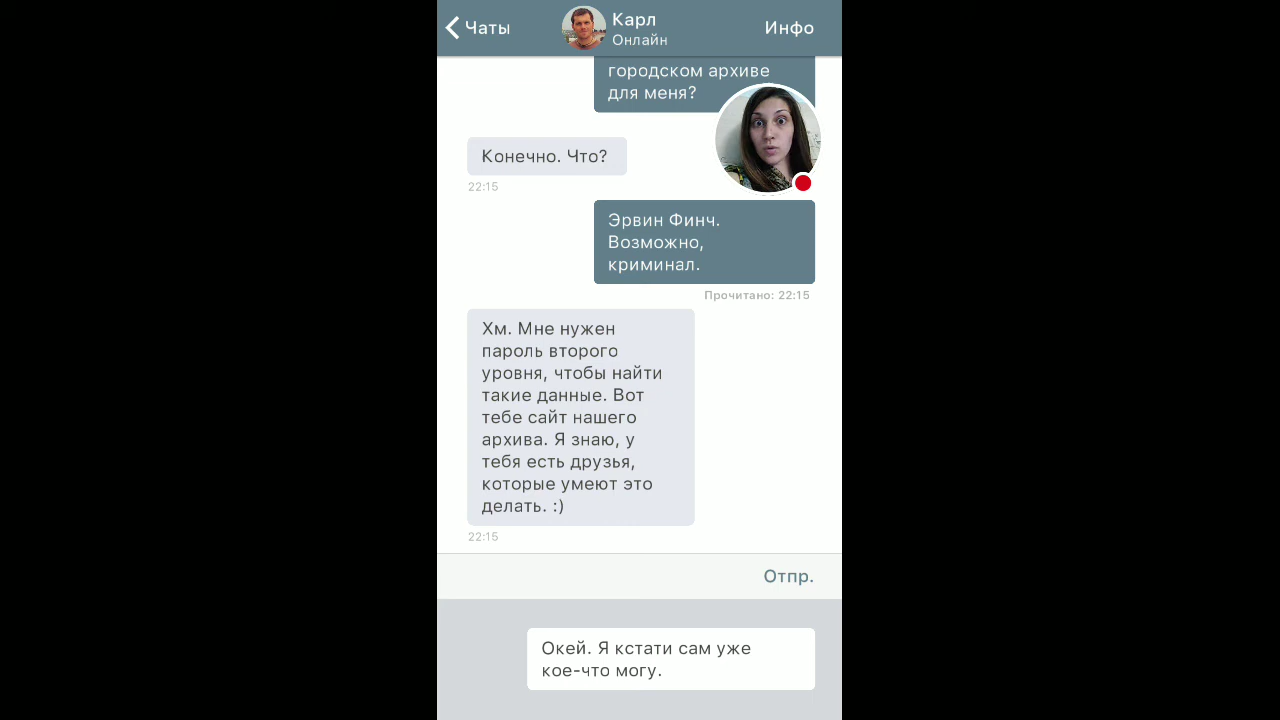 Чаты
Карл
Онлайн
Инфо
городском архиве
для меня?
Конечно. Что?
22:15
Эрвин Финч.
Возможно,
криминал.
Прочитано: 22:15
Хм. Мне нужен
пароль второго
уровня, чтобы найти
такие данные. Вот
тебе сайт нашего
архива. Я знаю, у
тебя есть друзья,
которые умеют это
делать. :)
22:15
Отпр.
Окей. Я кстати сам уже
кое-что могу.